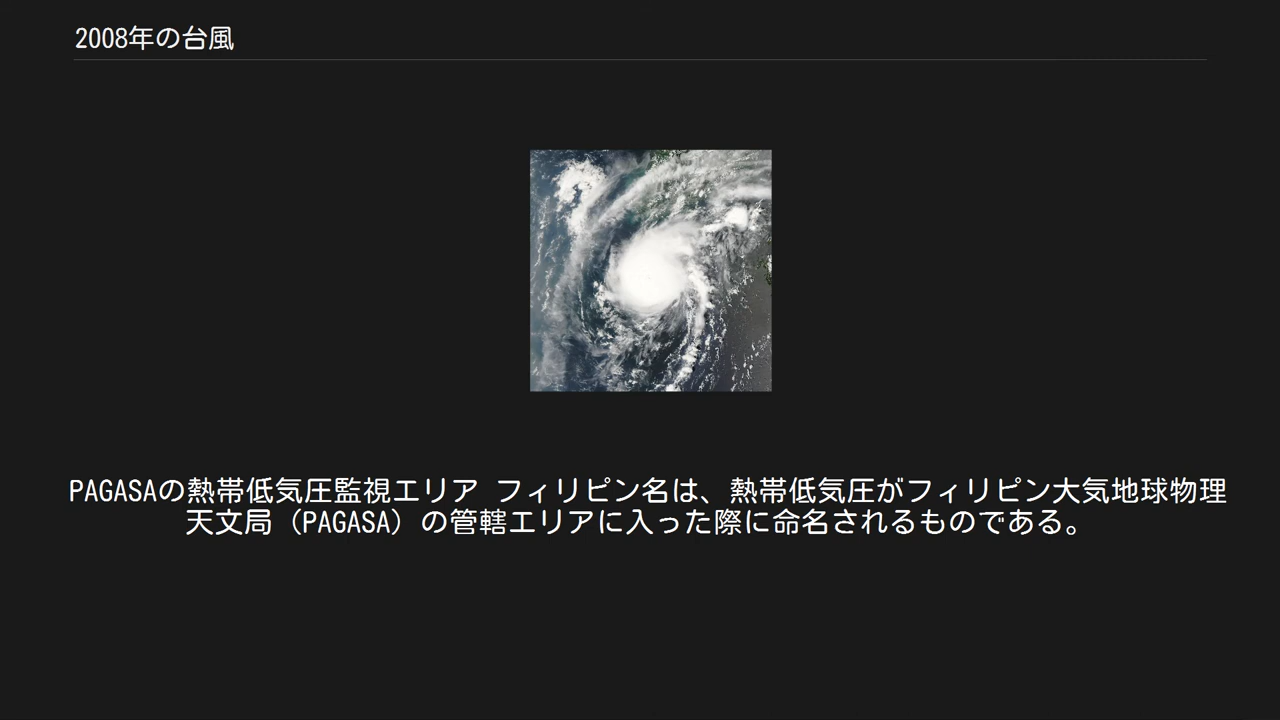 2008年の台風
PAGASAの熱帯低気圧監視エリア フィリピン名は、熱帯低気圧がフィリピン大気地球物理
天文局（PAGASA）の管轄エリアに入った際に命名されるものである。